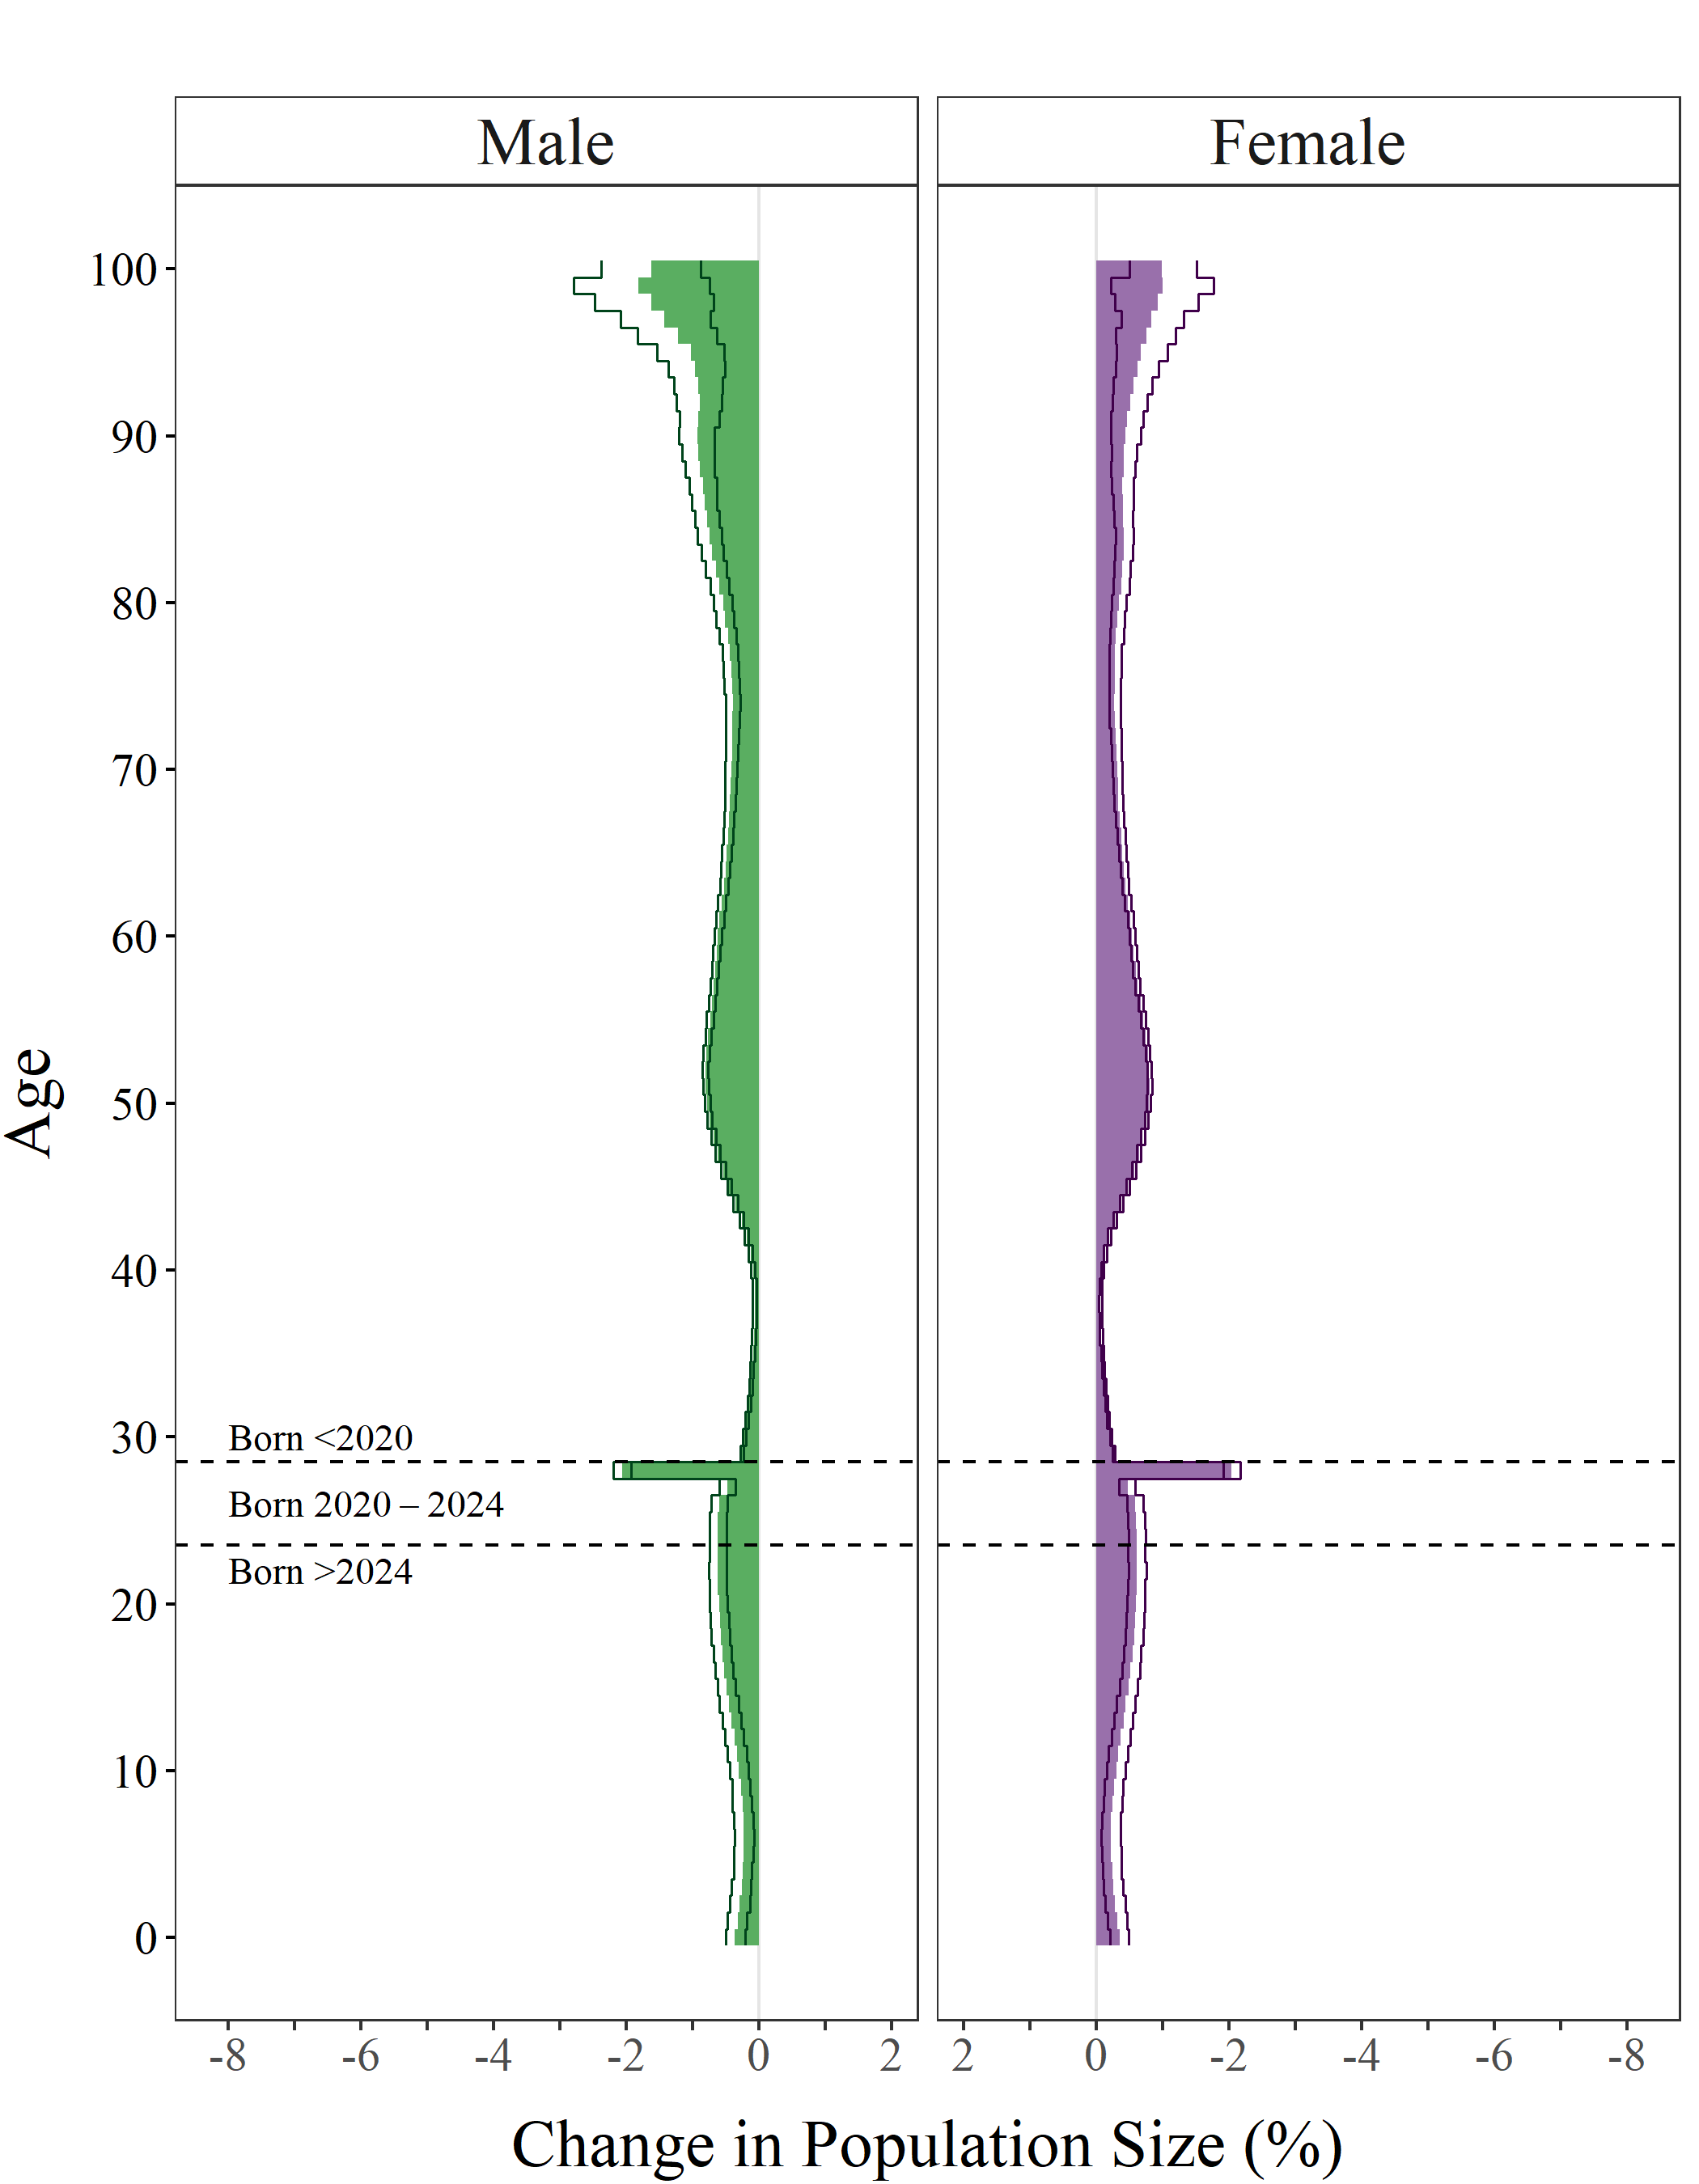 Male
Female
100
90
80
70
60
50
40
30
20
10
0
Age
Born <2020
Born 2020 – 2024
Born >2024
-8 -6 -4 -2 0 2
2 0 -2 -4 -6 -8
Change in Population Size (%)